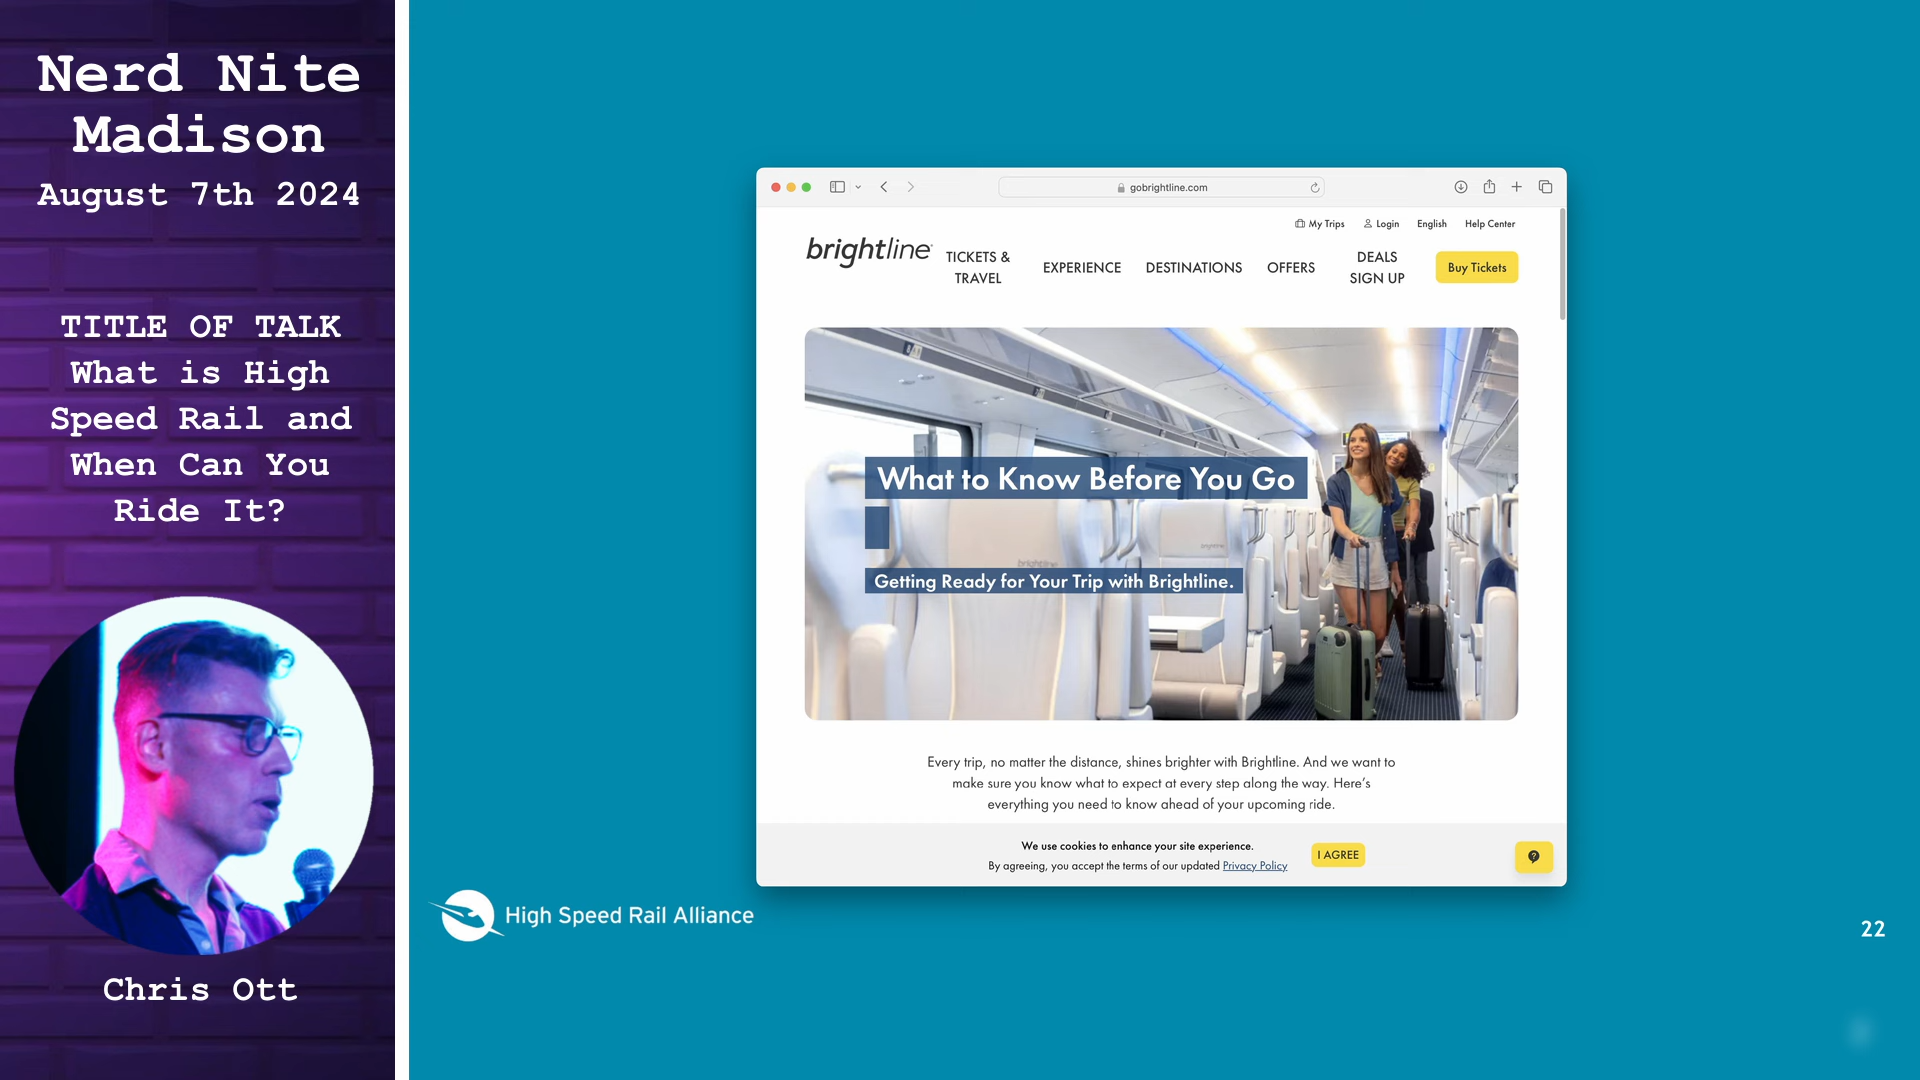 Nerd Nite
Madison
August 7th 2024
TITLE OF TALK
What is High
Speed Rail and
When Can You
Ride It?
Chris Ott
gobrightline.com
My Trips
Login
English
Help Center
brightline
TICKETS &
TRAVEL
EXPERIENCE
DESTINATIONS
OFFERS
DEALS
SIGN UP
Buy Tickets
What to Know Before You Go
Getting Ready for Your Trip with Brightline.
Every trip, no matter the distance, shines brighter with Brightline. And we want to
make sure you know what to expect at every step along the way. Here's
everything you need to know ahead of your upcoming ride.
We use cookies to enhance your site experience.
By agreeing, you accept the terms of our updated Privacy Policy
I AGREE
High Speed Rail Alliance
22